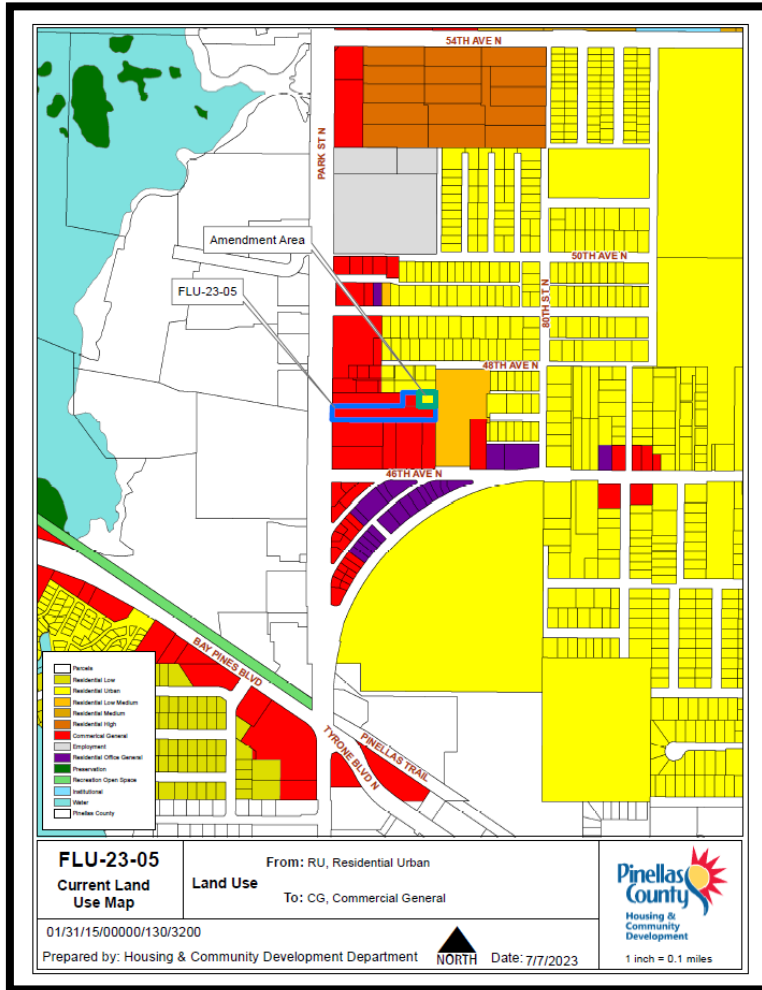 54TH AVE N
PARK ST N
Amendment Area
50TH AVE N
FLU-23-05
80TH ST N
48TH AVE N
46TH AVE N
BAY PINES BLVD
PINELLAS TRAIL
TYRONE BLVD N
Parcels
Residential Low
Residential Urban
Residential Low Medium
Residential Medium
Residential High
Commerical General
Employment
Residential Office General
Preservation
Recreation Open Space
Institutional
Water
Pinellas County
FLU-23-05
Current Land
Use Map
Land Use
From: RU, Residential Urban
To: CG, Commercial General
Pinellas
County
Housing &
Community
Development
01/31/15/00000/130/3200
Prepared by: Housing & Community Development Department
NORTH
Date: 7/7/2023
1 inch = 0.1 miles